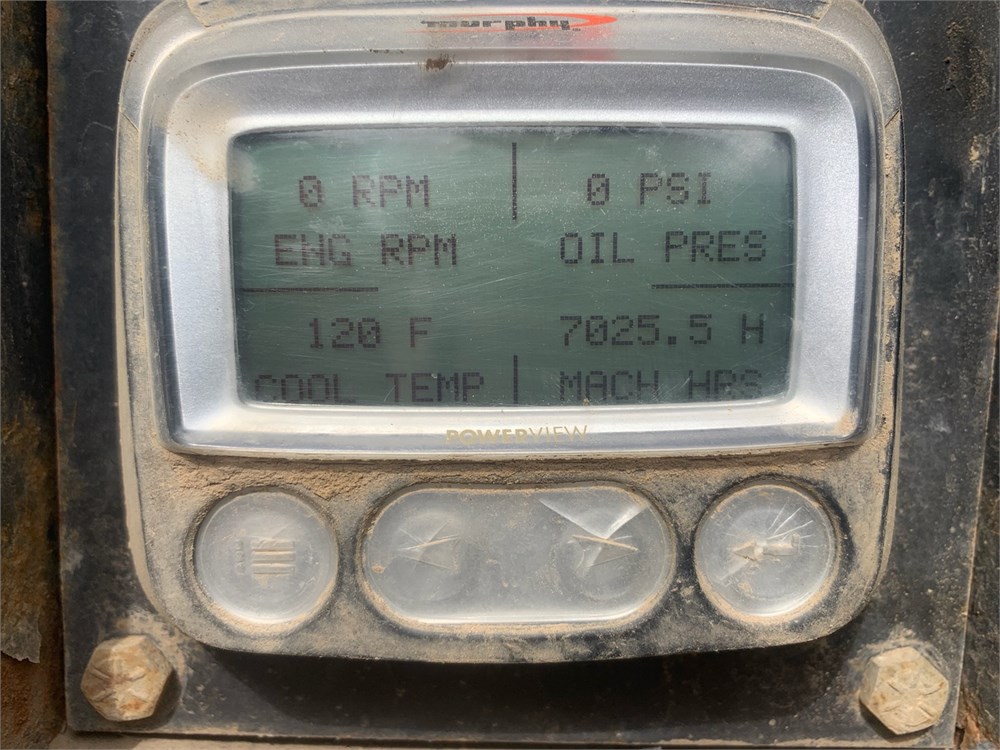 murphy
0 RPM 0 PSI
ENG RPM OIL PRES
120 F 7025.5 H
COOL TEMP MACH HRS
POWERVIEW